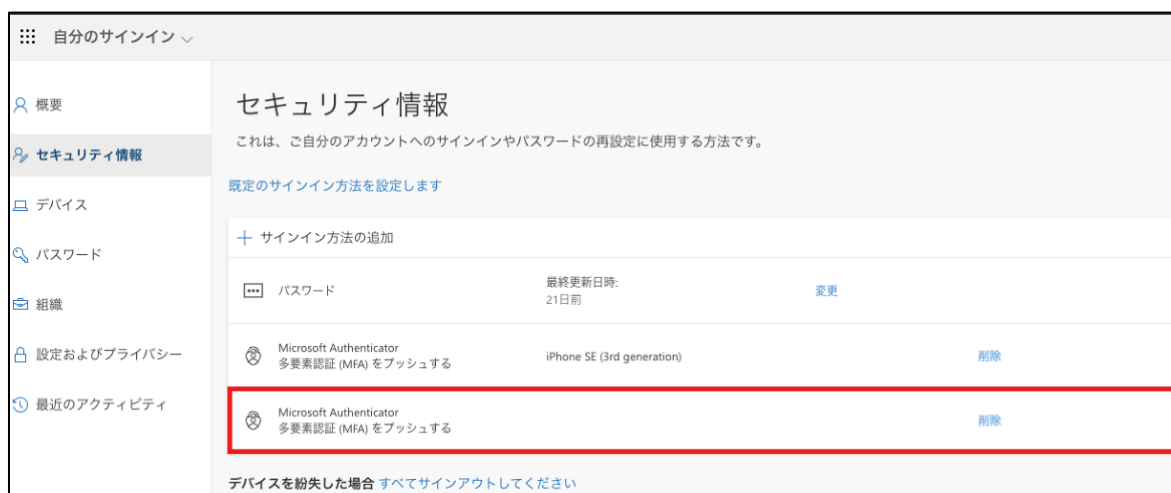 自分のサインイン
概要
セキュリティ情報
デバイス
パスワード
組織
設定およびプライバシー
最近のアクティビティ
セキュリティ情報
これは、ご自分のアカウントへのサインインやパスワードの再設定に使用する方法です。
既定のサインイン方法を設定します
+ サインイン方法の追加
パスワード
最終更新日時:
21日前
変更
Microsoft Authenticator
多要素認証 (MFA) をプッシュする
iPhone SE (3rd generation)
削除
Microsoft Authenticator
多要素認証 (MFA) をプッシュする
削除
デバイスを紛失した場合 すべてサインアウトしてください